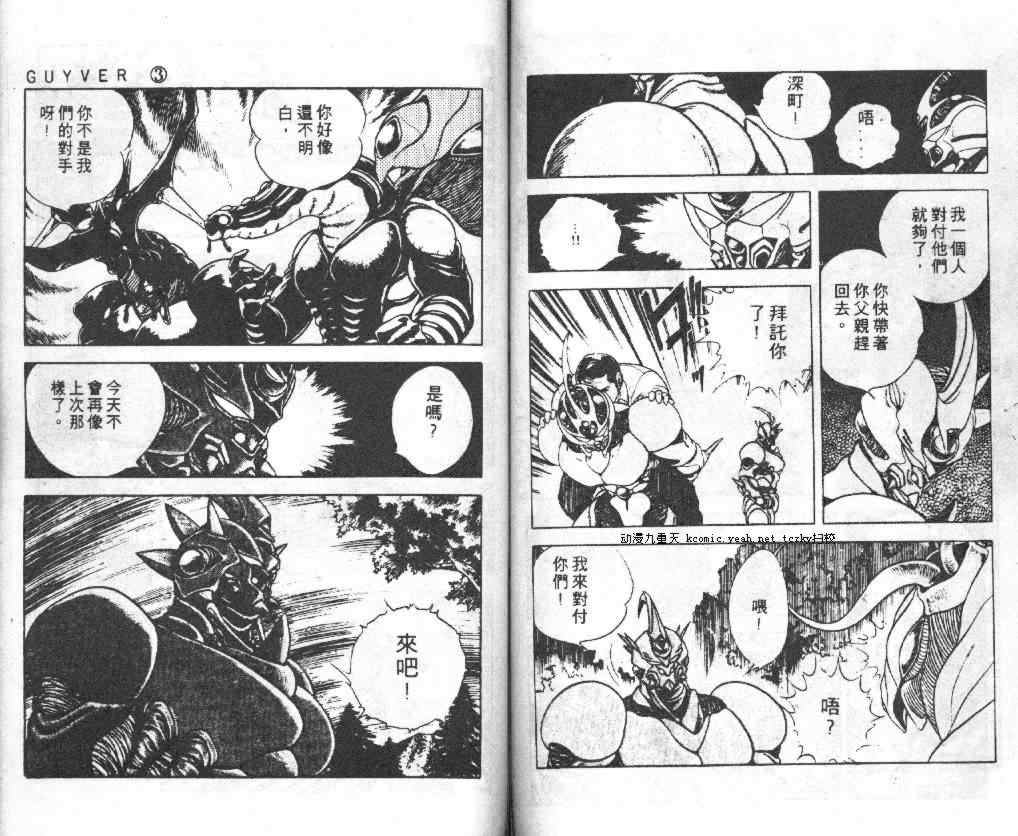 深町！
唔……
我一個人
對付他們
就夠了，
你快帶著
你父親趕
回去。
…!!
拜託你
了！
动漫九重天 kcomic.yeah.net tczky扫校
我來對付
你們！
喂！
唔？
GUYVER ③
你好像
還不明
白，
你不是我
們的對手
呀！
是嗎？
今天不
會再像
上次那
樣了。
來吧！